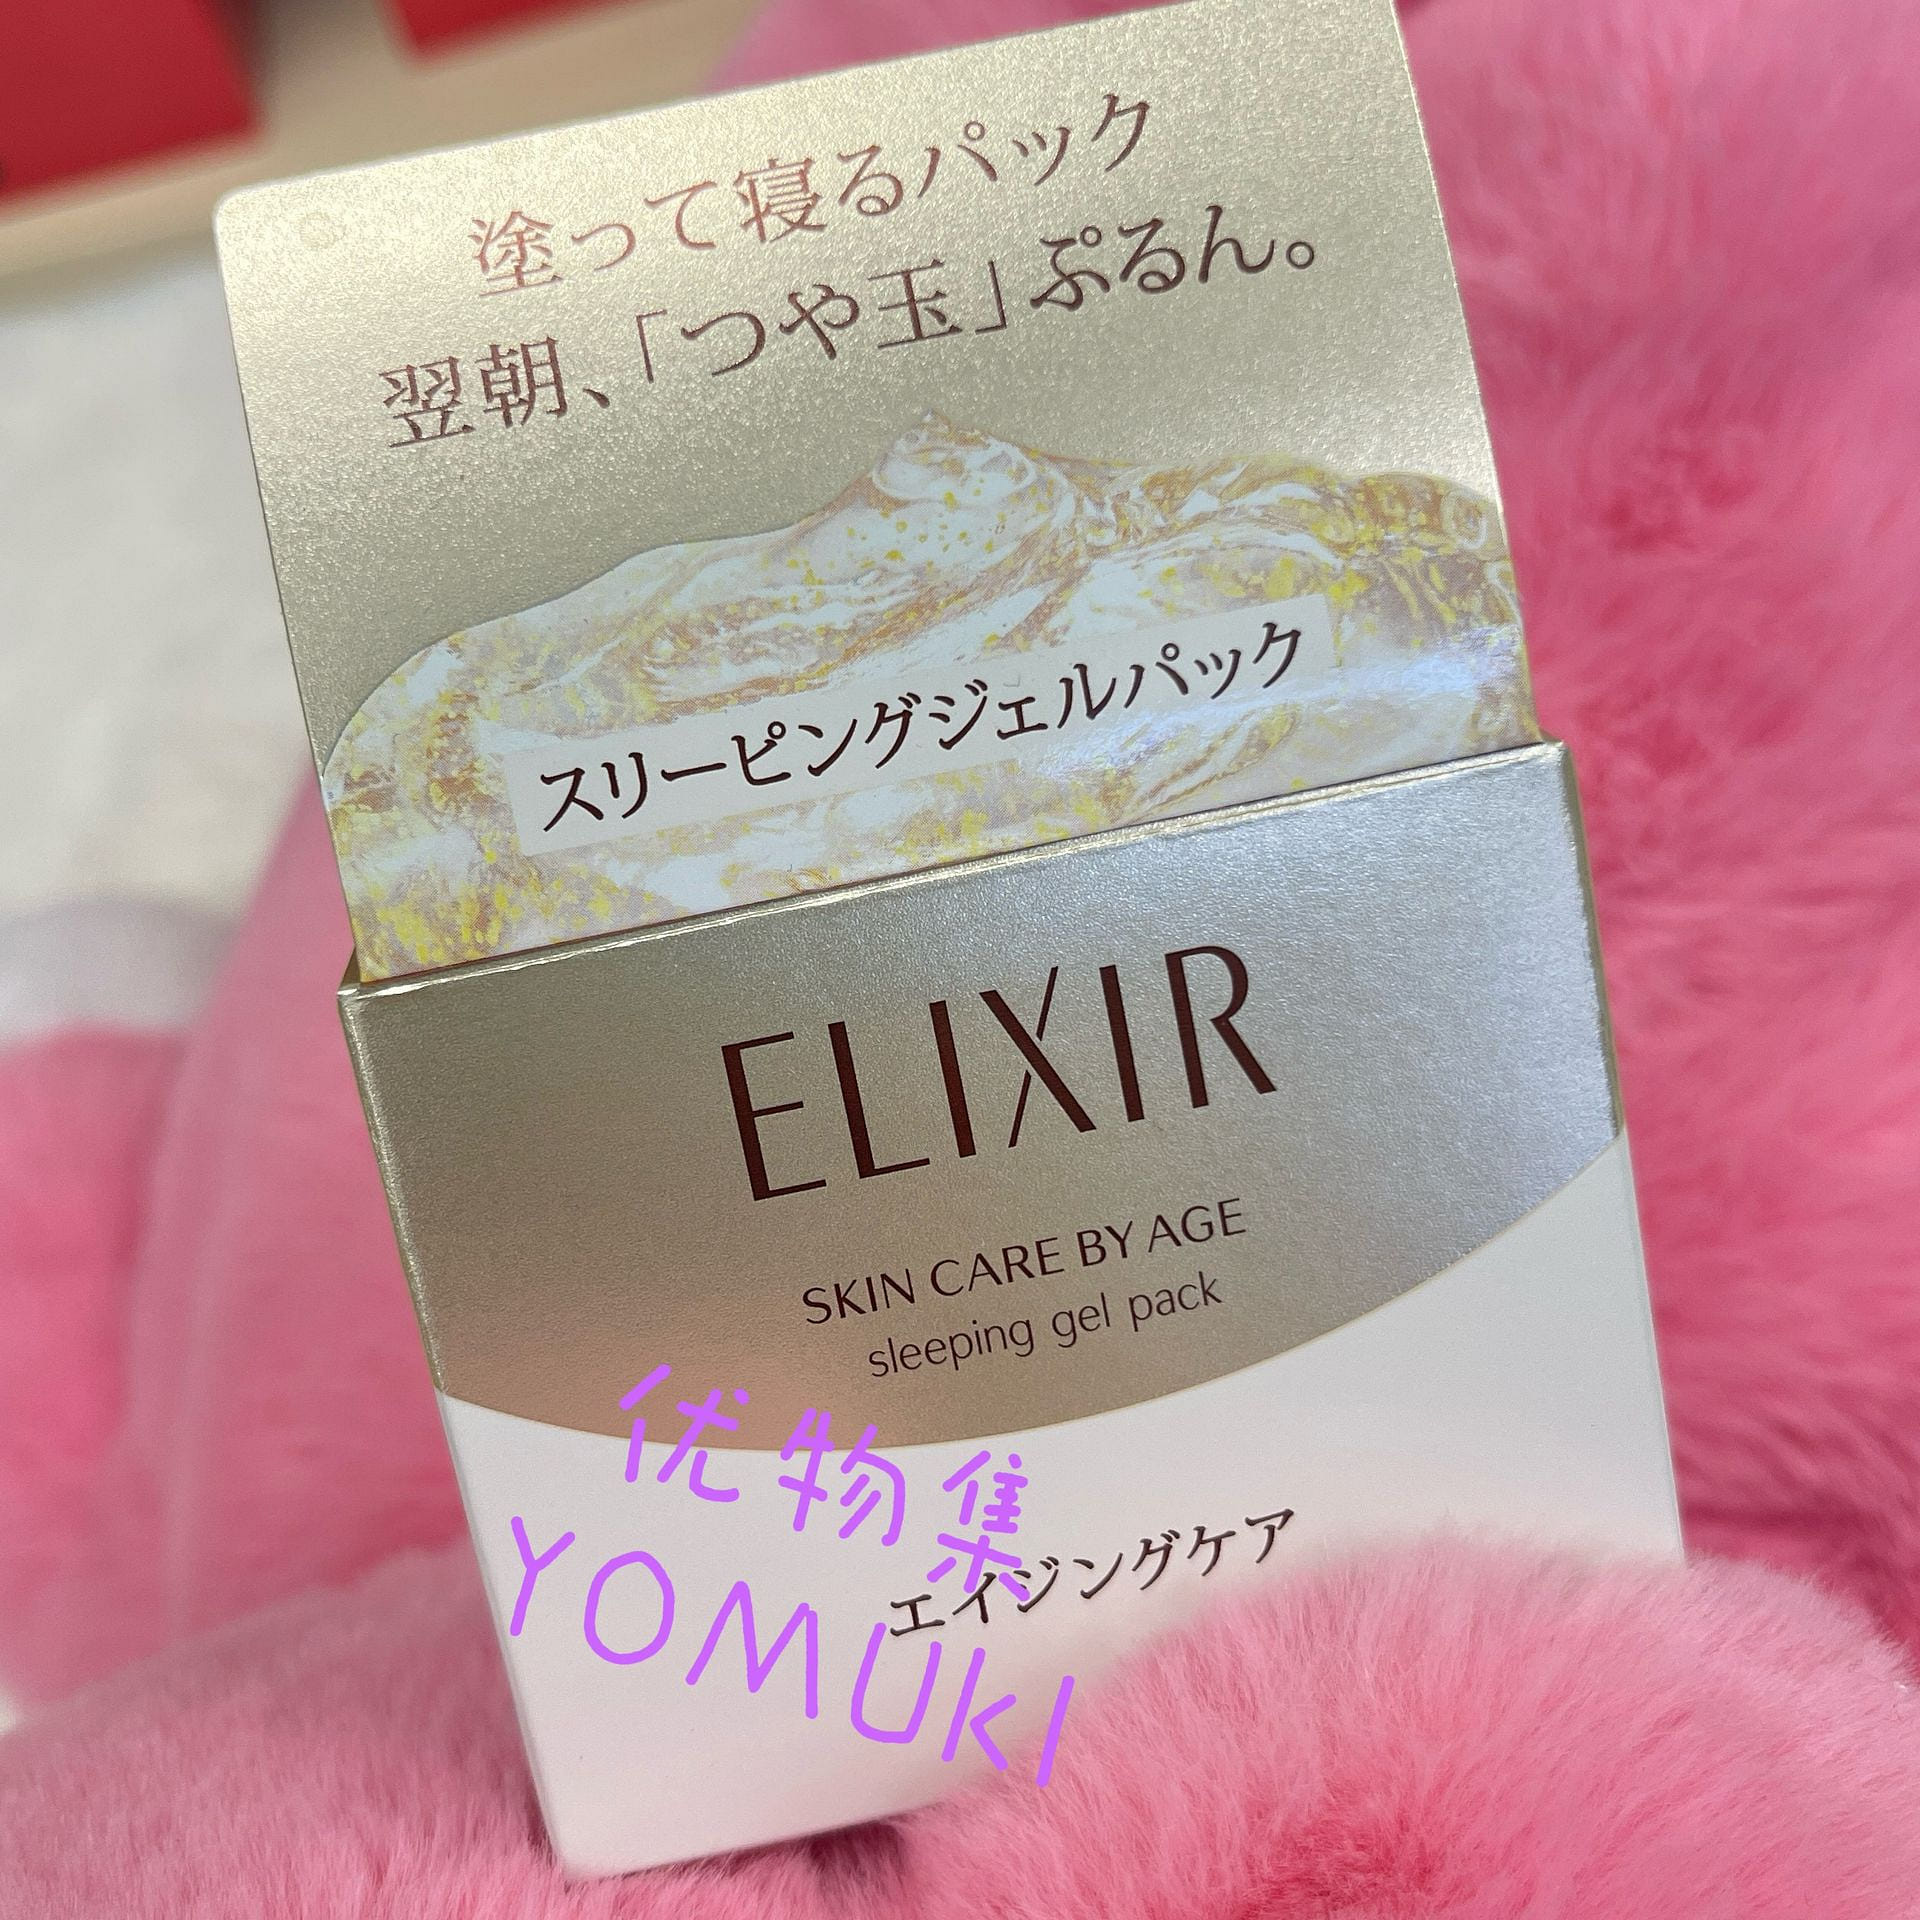 塗って寝るパック
翌朝、「つや玉」ぷるん。
スリーピングジェルパック
ELIXIR
SKIN CARE BY AGE
sleeping gel pack
优物集
エイジングケア
YOMUKI